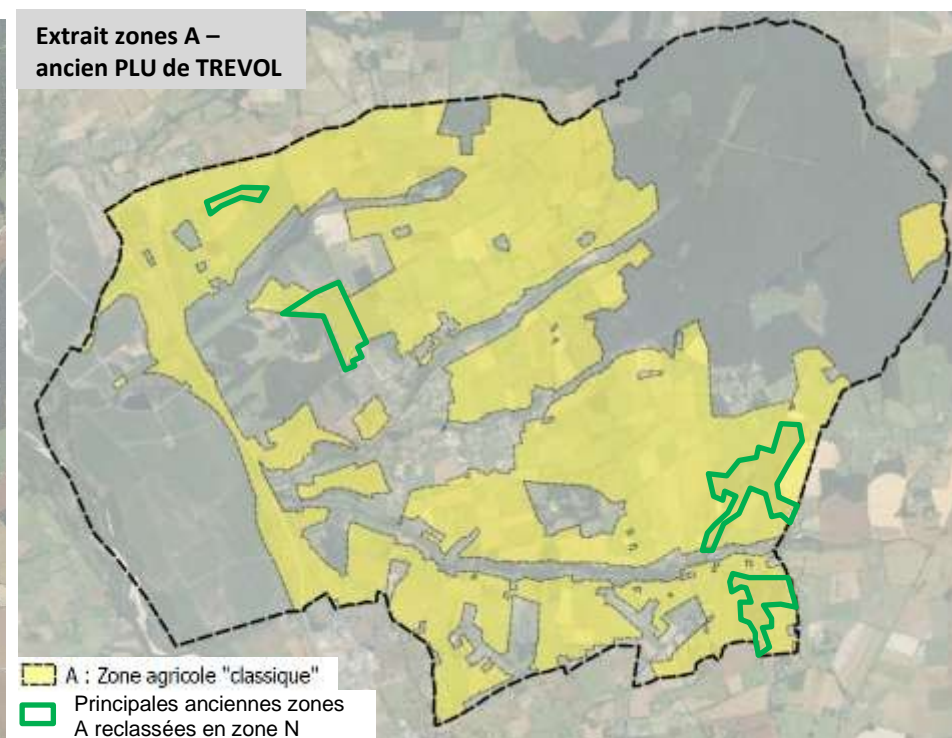 Extrait zones A –
ancien PLU de TREVOL
A : Zone agricole "classique"
Principales anciennes zones
A reclassées en zone N